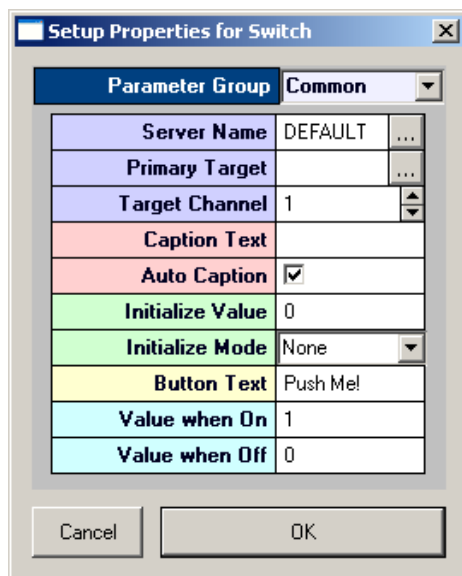 Setup Properties for Switch
Parameter Group Common
Server Name DEFAULT ...
Primary Target ...
Target Channel 1
Caption Text
Auto Caption
Initialize Value 0
Initialize Mode None
Button Text Push Me!
Value when On 1
Value when Off 0
Cancel OK